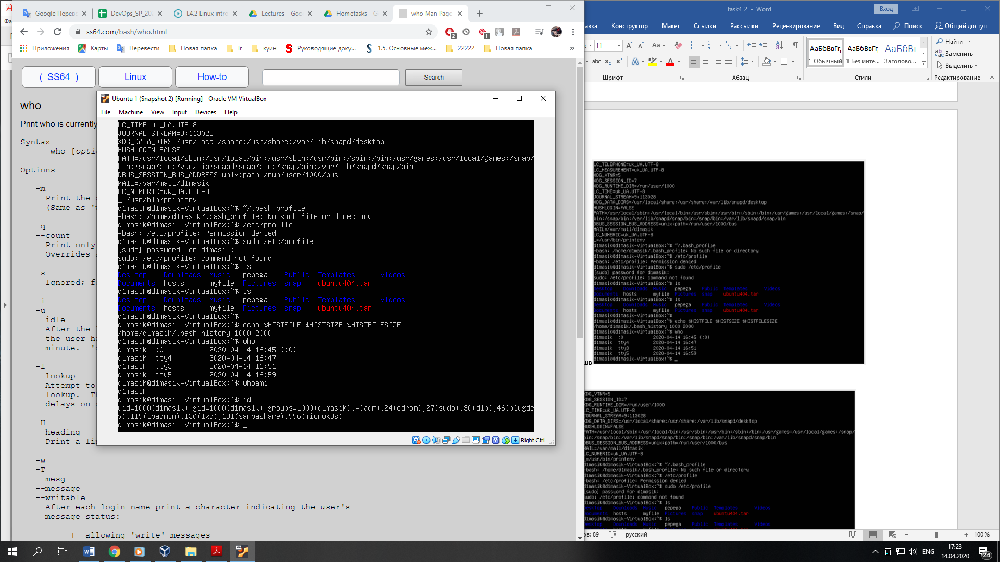 Google Перевс
DevOps_SP_202
L4.2 Linux intro
Lectures – Goo
Hometasks – G
who Man Page
ss64.com/bash/who.html
Приложения
Карты
Перевести
Новая папка
Ir
куин
Руководящие доку...
1.5. Основные меж...
22222
Новая папка
»
( SS64 )
Linux
How-to
Search
who
Print who is currently
Syntax
who [optic
Options
-m
Print the
(Same as
-q
--count
Print only
Overrides
-s
Ignored;
-i
-u
--idle
After the
the user ha
minute.
-l
--lookup
Attempt to
lookup.
delays on
-H
--heading
Print a li
-w
-T
--mesg
--message
--writable
After each login name print a character indicating the user's
message status:
+ allowing 'write' messages
Ubuntu 1 (Snapshot 2) [Running] - Oracle VM VirtualBox
File Machine View Input Devices Help
LC_TIME=uk_UA.UTF-8
JOURNAL_STREAM=9:113028
XDG_DATA_DIRS=/usr/local/share:/usr/share:/var/lib/snapd/desktop
HUSHLOGIN=FALSE
PATH=/usr/local/sbin:/usr/local/bin:/usr/sbin:/usr/bin:/sbin:/bin:/usr/games:/usr/local/games:/snap/
bin:/snap/bin:/var/lib/snapd/snap/bin:/snap/bin:/var/lib/snapd/snap/bin
DBUS_SESSION_BUS_ADDRESS=unix:path=/run/user/1000/bus
MAIL=/var/mail/d1masik
LC_NUMERIC=uk_UA.UTF-8
_=/usr/bin/printenv
d1masik@d1masik-VirtualBox:~$ ~/.bash_profile
-bash: /home/d1masik/.bash_profile: No such file or directory
d1masik@d1masik-VirtualBox:~$ /etc/profile
-bash: /etc/profile: Permission denied
d1masik@d1masik-VirtualBox:~$ sudo /etc/profile
[sudo] password for d1masik:
sudo: /etc/profile: command not found
d1masik@d1masik-VirtualBox:~$ ls
Desktop Downloads Music pepega Public Templates Videos
Documents hosts myfile Pictures snap ubuntu404.tar
d1masik@d1masik-VirtualBox:~$ ls
Desktop Downloads Music pepega Public Templates Videos
Documents hosts myfile Pictures snap ubuntu404.tar
d1masik@d1masik-VirtualBox:~$
d1masik@d1masik-VirtualBox:~$ echo $HISTFILE $HISTSIZE $HISTFILESIZE
/home/d1masik/.bash_history 1000 2000
d1masik@d1masik-VirtualBox:~$ who
d1masik :0 2020-04-14 16:45 (:0)
d1masik tty4 2020-04-14 16:47
d1masik tty3 2020-04-14 16:51
d1masik tty5 2020-04-14 16:59
d1masik@d1masik-VirtualBox:~$ whoami
d1masik
d1masik@d1masik-VirtualBox:~$ id
uid=1000(d1masik) gid=1000(d1masik) groups=1000(d1masik),4(adm),24(cdrom),27(sudo),30(dip),46(plugde
v),119(lpadmin),130(lxd),131(sambashare),996(microk8s)
d1masik@d1masik-VirtualBox:~$ _
Right Ctrl
task4_2 - Word
Вход
тавка Конструктор Макет Ссылки Рассылки Рецензирование Вид Справка Поиск Общий доступ
11
Aa
abc x₂ x²
Шрифт
Абзац
АаБбВвГг, АаБбВвГг, АаБбВ
¶ Обычный ¶ Без инте... Заголово...
Стили
Найти
Заменить
Выделить
Редактирование
LC_TELEPHONE=uk_UA.UTF-8
LC_MEASUREMENT=uk_UA.UTF-8
XDG_VTNR=5
XDG_SESSION_ID=7
XDG_RUNTIME_DIR=/run/user/1000
LC_TIME=uk_UA.UTF-8
JOURNAL_STREAM=9:113028
XDG_DATA_DIRS=/usr/local/share:/usr/share:/var/lib/snapd/desktop
HUSHLOGIN=FALSE
PATH=/usr/local/sbin:/usr/local/bin:/usr/sbin:/usr/bin:/sbin:/bin:/usr/games:/usr/local/games:/snap/
bin:/snap/bin:/var/lib/snapd/snap/bin:/snap/bin:/var/lib/snapd/snap/bin
DBUS_SESSION_BUS_ADDRESS=unix:path=/run/user/1000/bus
MAIL=/var/mail/d1masik
LC_NUMERIC=uk_UA.UTF-8
_=/usr/bin/printenv
d1masik@d1masik-VirtualBox:~$ ~/.bash_profile
-bash: /home/d1masik/.bash_profile: No such file or directory
d1masik@d1masik-VirtualBox:~$ /etc/profile
-bash: /etc/profile: Permission denied
d1masik@d1masik-VirtualBox:~$ sudo /etc/profile
[sudo] password for d1masik:
sudo: /etc/profile: command not found
d1masik@d1masik-VirtualBox:~$ ls
Desktop Downloads Music pepega Public Templates Videos
Documents hosts myfile Pictures snap ubuntu404.tar
d1masik@d1masik-VirtualBox:~$ ls
Desktop Downloads Music pepega Public Templates Videos
Documents hosts myfile Pictures snap ubuntu404.tar
d1masik@d1masik-VirtualBox:~$
d1masik@d1masik-VirtualBox:~$ echo $HISTFILE $HISTSIZE $HISTFILESIZE
/home/d1masik/.bash_history 1000 2000
d1masik@d1masik-VirtualBox:~$ who
d1masik :0 2020-04-14 16:45 (:0)
d1masik tty4 2020-04-14 16:47
d1masik tty3 2020-04-14 16:51
d1masik tty5 2020-04-14 16:59
d1masik@d1masik-VirtualBox:~$ _
шв
XDG_VTNR=5
XDG_SESSION_ID=7
XDG_RUNTIME_DIR=/run/user/1000
LC_TIME=uk_UA.UTF-8
JOURNAL_STREAM=9:113028
XDG_DATA_DIRS=/usr/local/share:/usr/share:/var/lib/snapd/desktop
HUSHLOGIN=FALSE
PATH=/usr/local/sbin:/usr/local/bin:/usr/sbin:/usr/bin:/sbin:/bin:/usr/games:/usr/local/games:/snap/
bin:/snap/bin:/var/lib/snapd/snap/bin:/snap/bin:/var/lib/snapd/snap/bin
DBUS_SESSION_BUS_ADDRESS=unix:path=/run/user/1000/bus
MAIL=/var/mail/d1masik
LC_NUMERIC=uk_UA.UTF-8
_=/usr/bin/printenv
d1masik@d1masik-VirtualBox:~$ ~/.bash_profile
-bash: /home/d1masik/.bash_profile: No such file or directory
d1masik@d1masik-VirtualBox:~$ /etc/profile
-bash: /etc/profile: Permission denied
d1masik@d1masik-VirtualBox:~$ sudo /etc/profile
[sudo] password for d1masik:
sudo: /etc/profile: command not found
d1masik@d1masik-VirtualBox:~$ ls
Desktop Downloads Music pepega Public Templates Videos
Documents hosts myfile Pictures snap ubuntu404.tar
d1masik@d1masik-VirtualBox:~$ ls
Desktop Downloads Music pepega Public Templates Videos
ов: 89
русский
100 %
ENG
17:23
14.04.2020
24